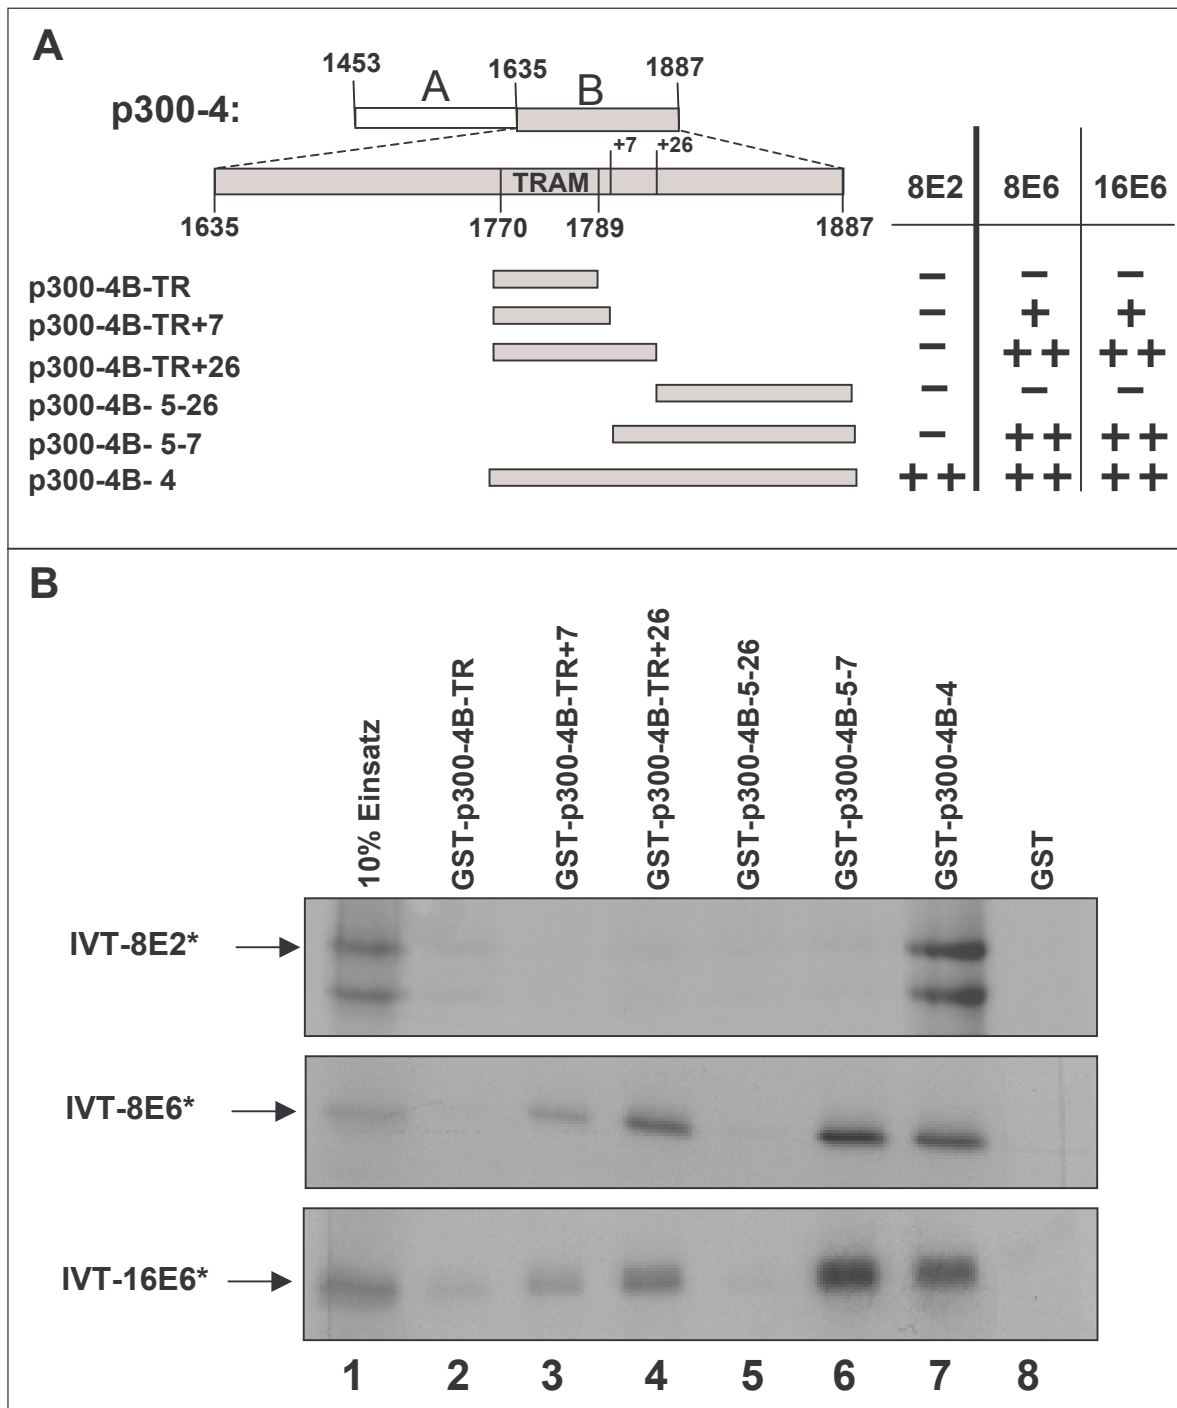 A
p300-4:
1453
A
1635
B
1887
+7
+26
TRAM
1635
1770
1789
1887
8E2
8E6
16E6
p300-4B-TR
− − −
p300-4B-TR+7
− + +
p300-4B-TR+26
− ++ ++
p300-4B- 5-26
− − −
p300-4B- 5-7
− ++ ++
p300-4B- 4
++ ++ ++
B
10% Einsatz
GST-p300-4B-TR
GST-p300-4B-TR+7
GST-p300-4B-TR+26
GST-p300-4B-5-26
GST-p300-4B-5-7
GST-p300-4B-4
GST
IVT-8E2*
IVT-8E6*
IVT-16E6*
1 2 3 4 5 6 7 8